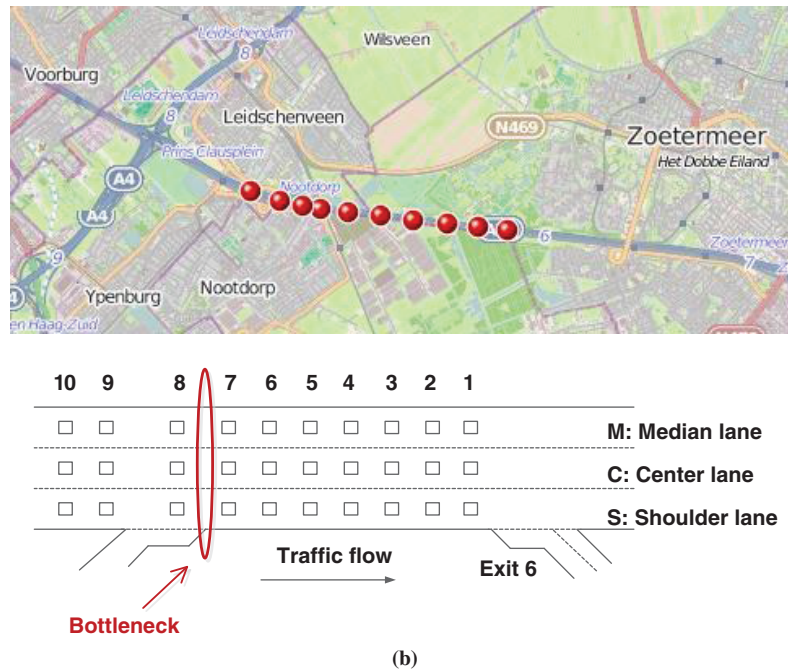 Leidschendam
8
Wilsveen
Voorburg
Leidschendam
8
Leidschenveen
N469
Zoetermeer
Het Dobbe Eiland
Prins Clausplein
A4
Nootdorp
A4
6
Zoetermeer
7
9
Ypenburg
Nootdorp
en Haag-Zuid
10 9 8 7 6 5 4 3 2 1
M: Median lane
C: Center lane
S: Shoulder lane
Traffic flow
Exit 6
Bottleneck
(b)